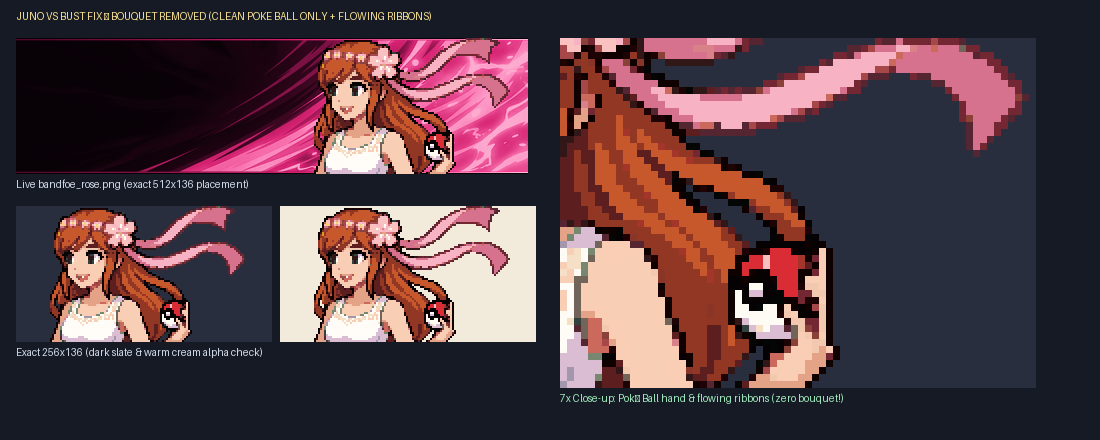 JUNO VS BUST FIX▯BOUQUET REMOVED (CLEAN POKE BALL ONLY + FLOWING RIBBONS)
Live bandfoe_rose.png (exact 512x136 placement)
Exact 256x136 (dark slate & warm cream alpha check)
7x Close-up: Pok▯ Ball hand & flowing ribbons (zero bouquet!)